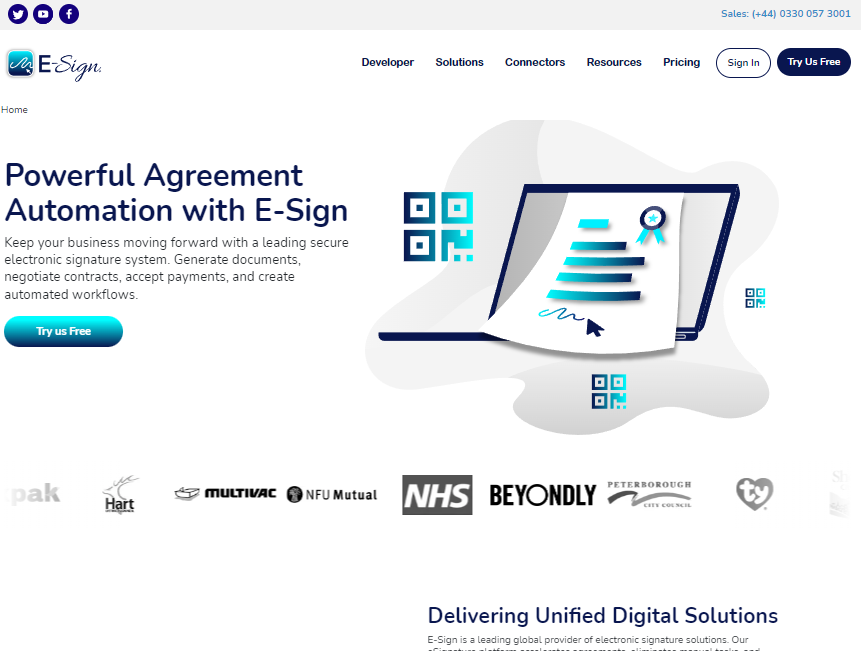 Sales: (+44) 0330 057 3001
E-Sign.
Developer Solutions Connectors Resources Pricing Sign In Try Us Free
Home
Powerful Agreement
Automation with E-Sign
Keep your business moving forward with a leading secure
electronic signature system. Generate documents,
negotiate contracts, accept payments, and create
automated workflows.
Try us Free
pak Hart MULTIVAC NFU Mutual NHS BEYONDLY PETERBOROUGH CITY COUNCIL ty
Delivering Unified Digital Solutions
E-Sign is a leading global provider of electronic signature solutions. Our